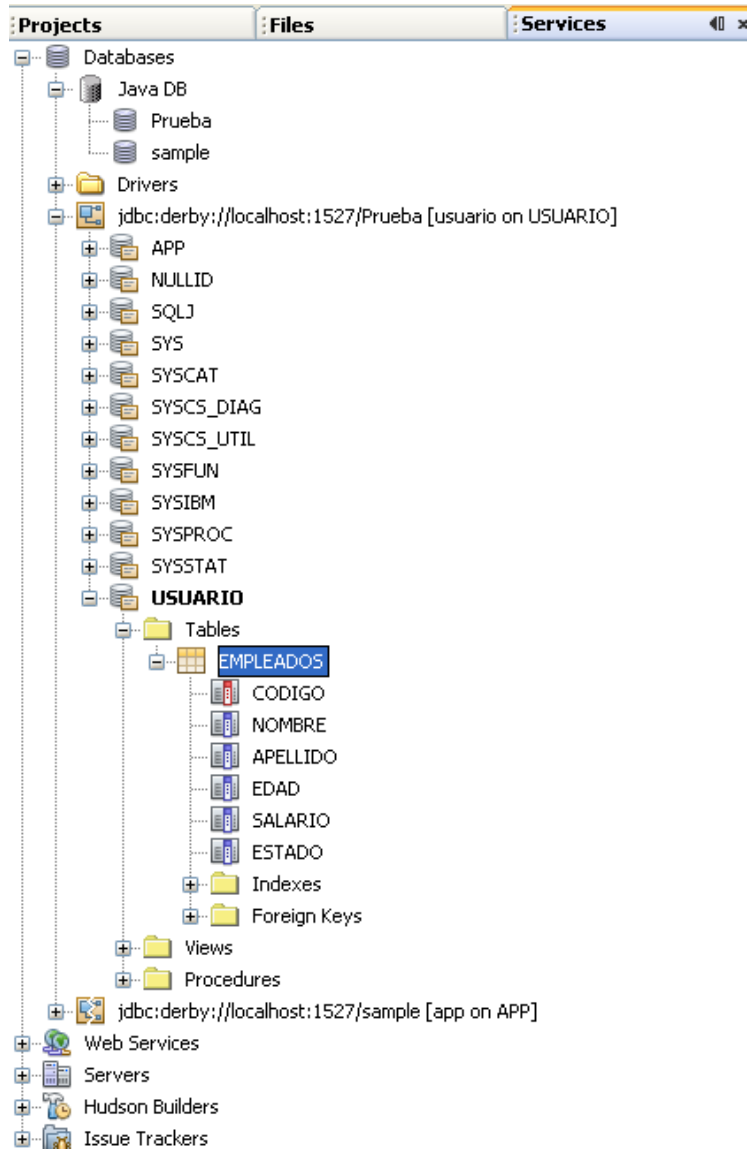 Projects Files Services
Databases
Java DB
Prueba
sample
Drivers
jdbc:derby://localhost:1527/Prueba [usuario on USUARIO]
APP
NULLID
SQLJ
SYS
SYSCAT
SYSCS_DIAG
SYSCS_UTIL
SYSFUN
SYSIBM
SYSPROC
SYSSTAT
USUARIO
Tables
EMPLEADOS
CODIGO
NOMBRE
APELLIDO
EDAD
SALARIO
ESTADO
Indexes
Foreign Keys
Views
Procedures
jdbc:derby://localhost:1527/sample [app on APP]
Web Services
Servers
Hudson Builders
Issue Trackers